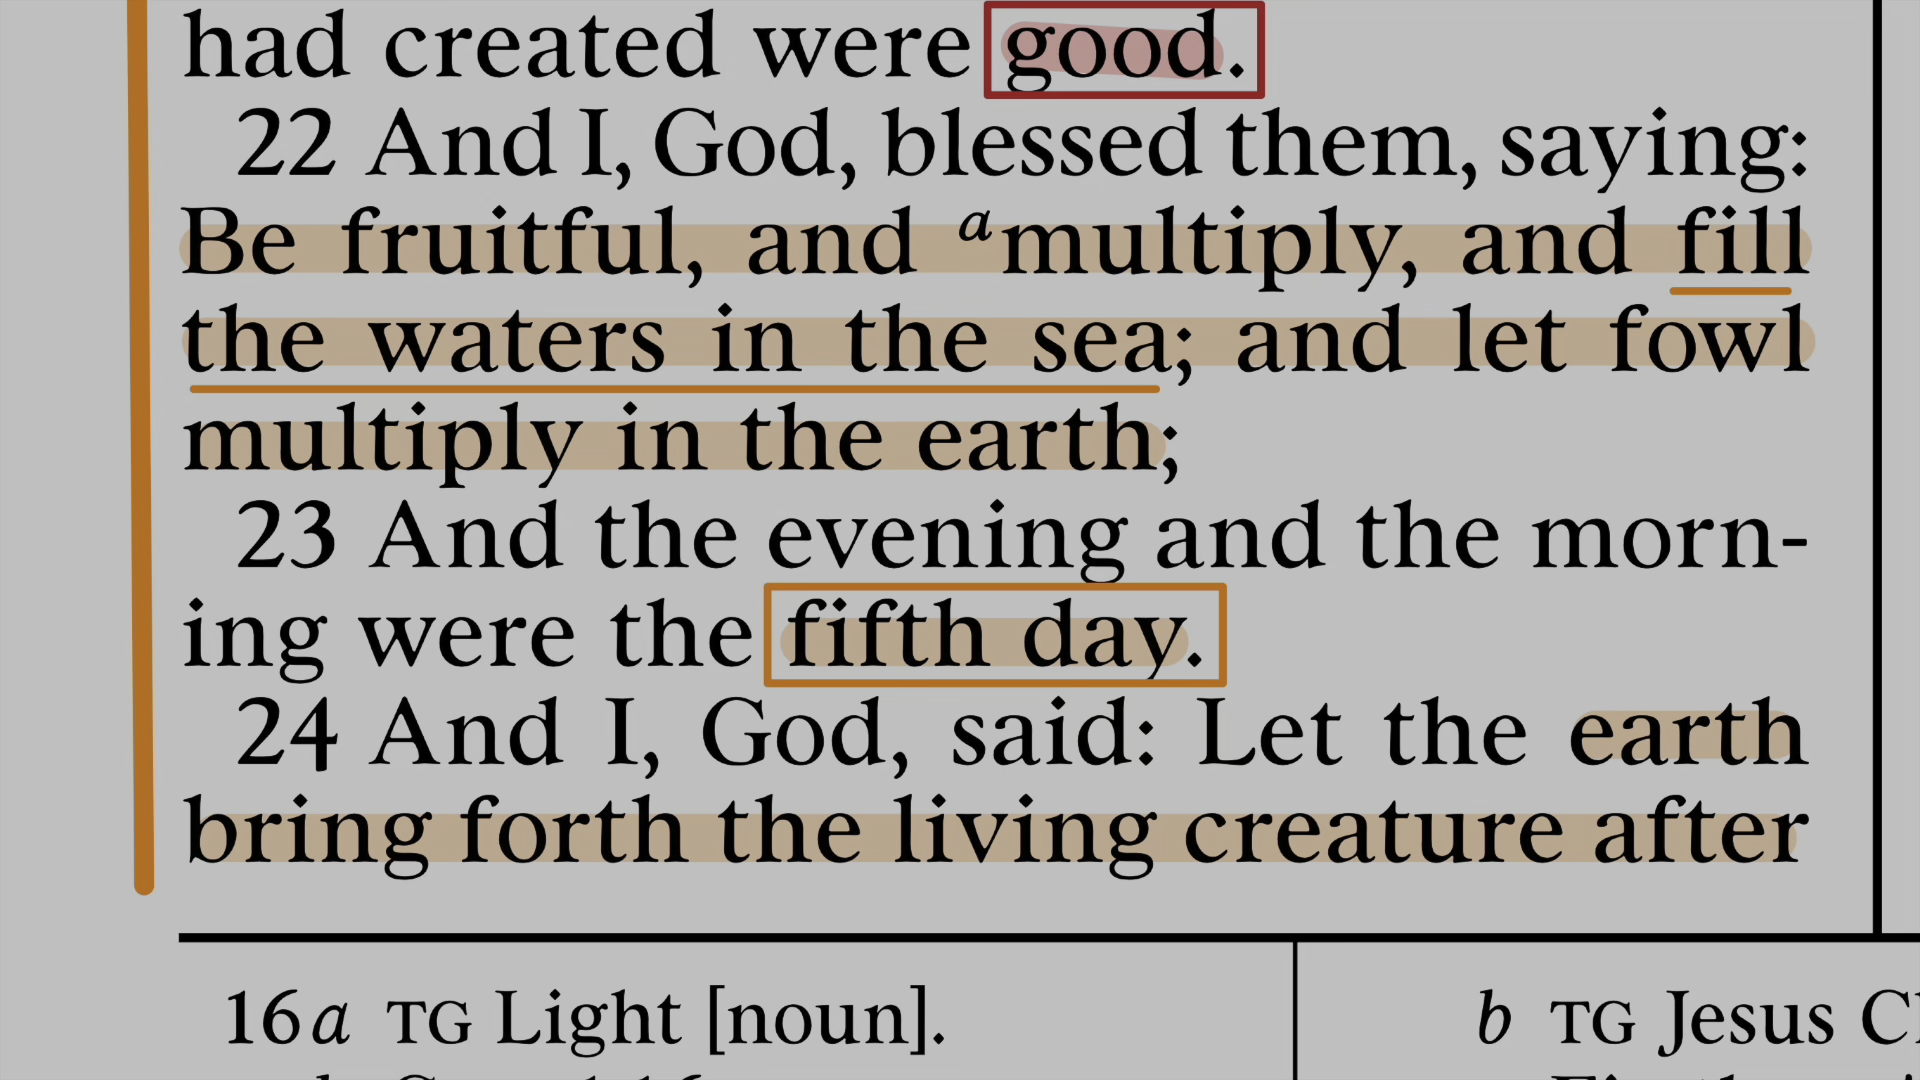 had created were good.
22 And I, God, blessed them, saying:
Be fruitful, and amultiply, and fill
the waters in the sea; and let fowl
multiply in the earth;
23 And the evening and the morn-
ing were the fifth day.
24 And I, God, said: Let the earth
bring forth the living creature after
16a TG Light [noun].
b TG Jesus